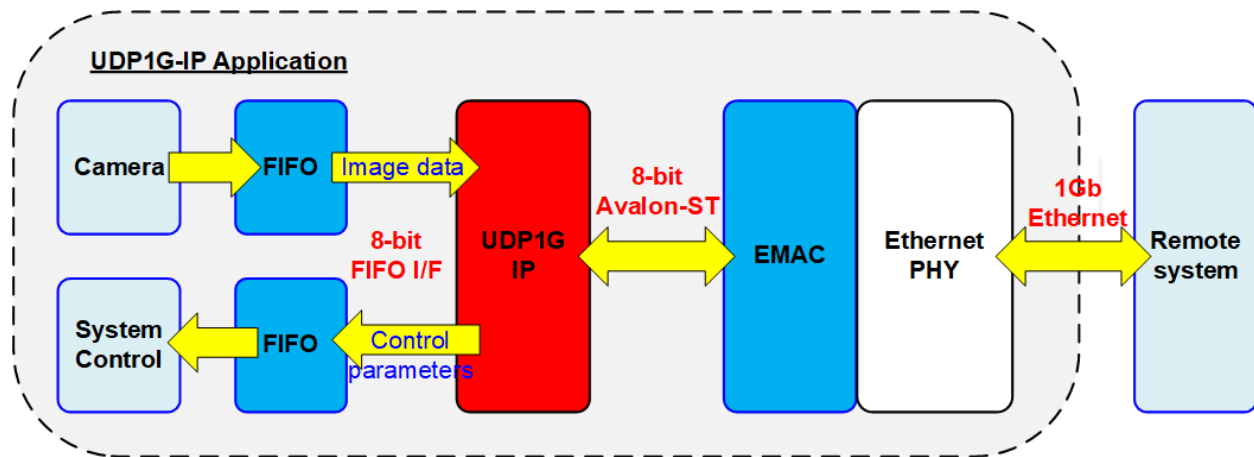 UDP1G-IP Application
Camera
FIFO
Image data
8-bit
FIFO I/F
UDP1G
IP
8-bit
Avalon-ST
EMAC
Ethernet
PHY
1Gb
Ethernet
Remote
system
System
Control
FIFO
Control
parameters